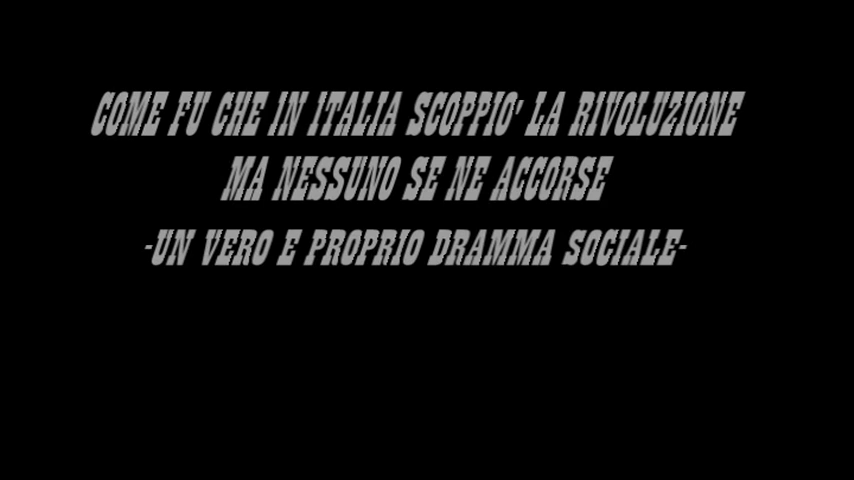 COME FU CHE IN ITALIA SCOPPIO' LA RIVOLUZIONE
MA NESSUNO SE NE ACCORSE
-UN VERO E PROPRIO DRAMMA SOCIALE-